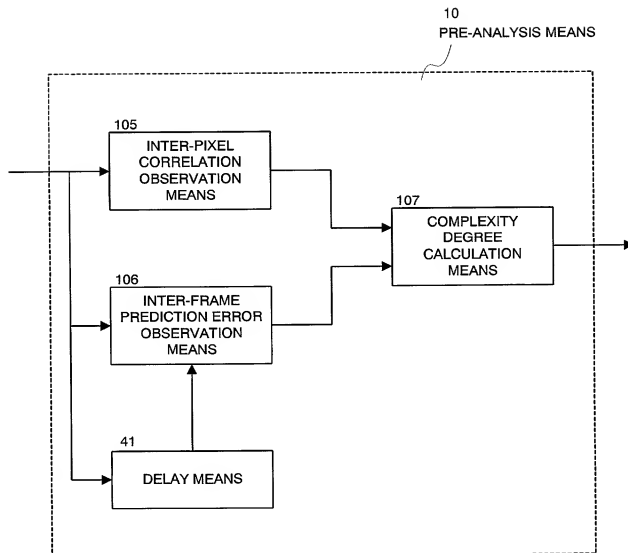 10
PRE-ANALYSIS MEANS
105
INTER-PIXEL
CORRELATION
OBSERVATION
MEANS
107
COMPLEXITY
DEGREE
CALCULATION
MEANS
106
INTER-FRAME
PREDICTION ERROR
OBSERVATION
MEANS
41
DELAY MEANS